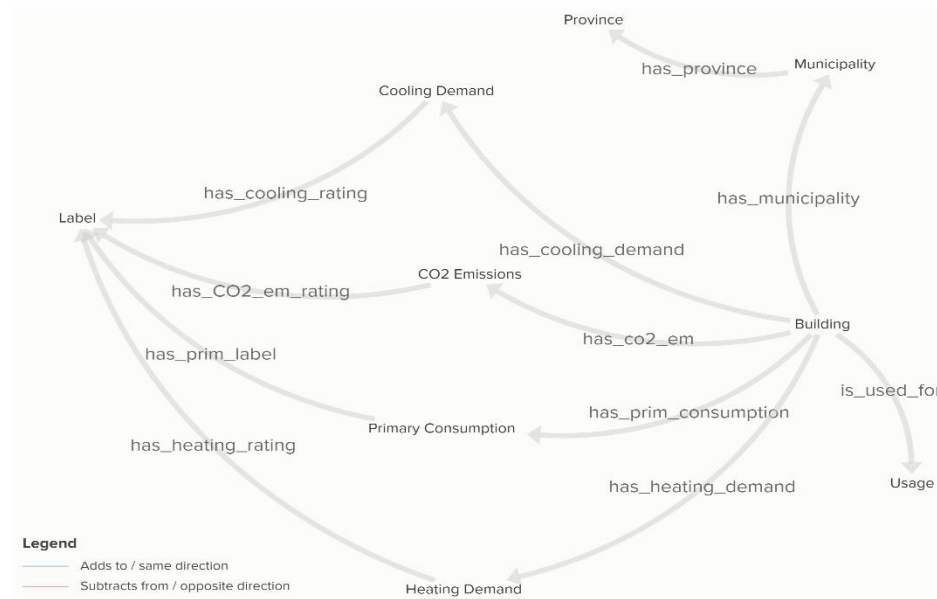 Province
has_province
Municipality
Cooling Demand
has_cooling_rating
has_municipality
Label
has_cooling_demand
CO2 Emissions
has_CO2_em_rating
Building
has_co2_em
has_prim_label
is_used_for
has_prim_consumption
Primary Consumption
has_heating_rating
has_heating_demand
Usage
Legend
Adds to / same direction
Subtracts from / opposite direction
Heating Demand